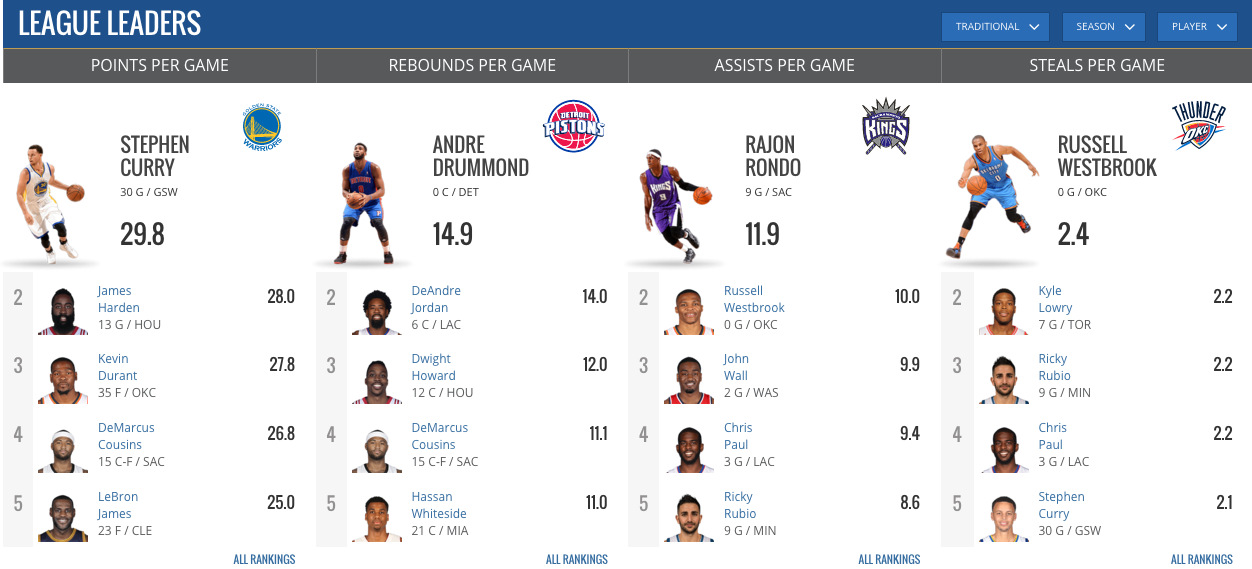 LEAGUE LEADERS
TRADITIONAL
SEASON
PLAYER
POINTS PER GAME
REBOUNDS PER GAME
ASSISTS PER GAME
STEALS PER GAME
GOLDEN STATE
WARRIORS
STEPHEN
CURRY
30 G / GSW
29.8
2
James
Harden
13 G / HOU
28.0
3
Kevin
Durant
35 F / OKC
27.8
4
DeMarcus
Cousins
15 C-F / SAC
26.8
5
LeBron
James
23 F / CLE
25.0
ALL RANKINGS
DETROIT
PISTONS
ANDRE
DRUMMOND
0 C / DET
14.9
2
DeAndre
Jordan
6 C / LAC
14.0
3
Dwight
Howard
12 C / HOU
12.0
4
DeMarcus
Cousins
15 C-F / SAC
11.1
5
Hassan
Whiteside
21 C / MIA
11.0
ALL RANKINGS
KINGS
RAJON
RONDO
9 G / SAC
11.9
2
Russell
Westbrook
0 G / OKC
10.0
3
John
Wall
2 G / WAS
9.9
4
Chris
Paul
3 G / LAC
9.4
5
Ricky
Rubio
9 G / MIN
8.6
ALL RANKINGS
THUNDER
OKC
RUSSELL
WESTBROOK
0 G / OKC
2.4
2
Kyle
Lowry
7 G / TOR
2.2
3
Ricky
Rubio
9 G / MIN
2.2
4
Chris
Paul
3 G / LAC
2.2
5
Stephen
Curry
30 G / GSW
2.1
ALL RANKINGS